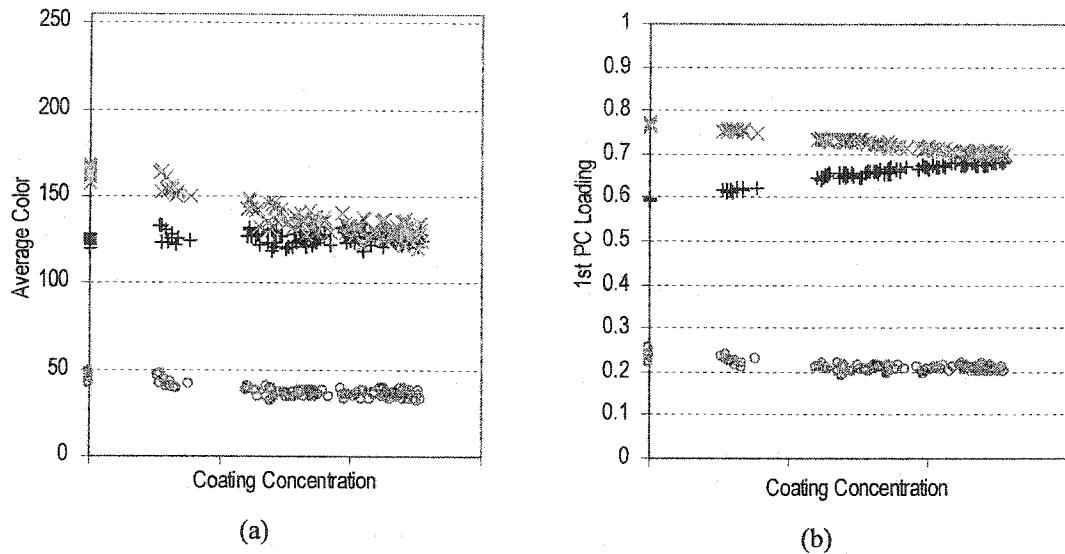 250
200
150
100
50
0
Average Color
Coating Concentration
(a)
1
0.9
0.8
0.7
0.6
0.5
0.4
0.3
0.2
0.1
0
1st PC Loading
Coating Concentration
(b)